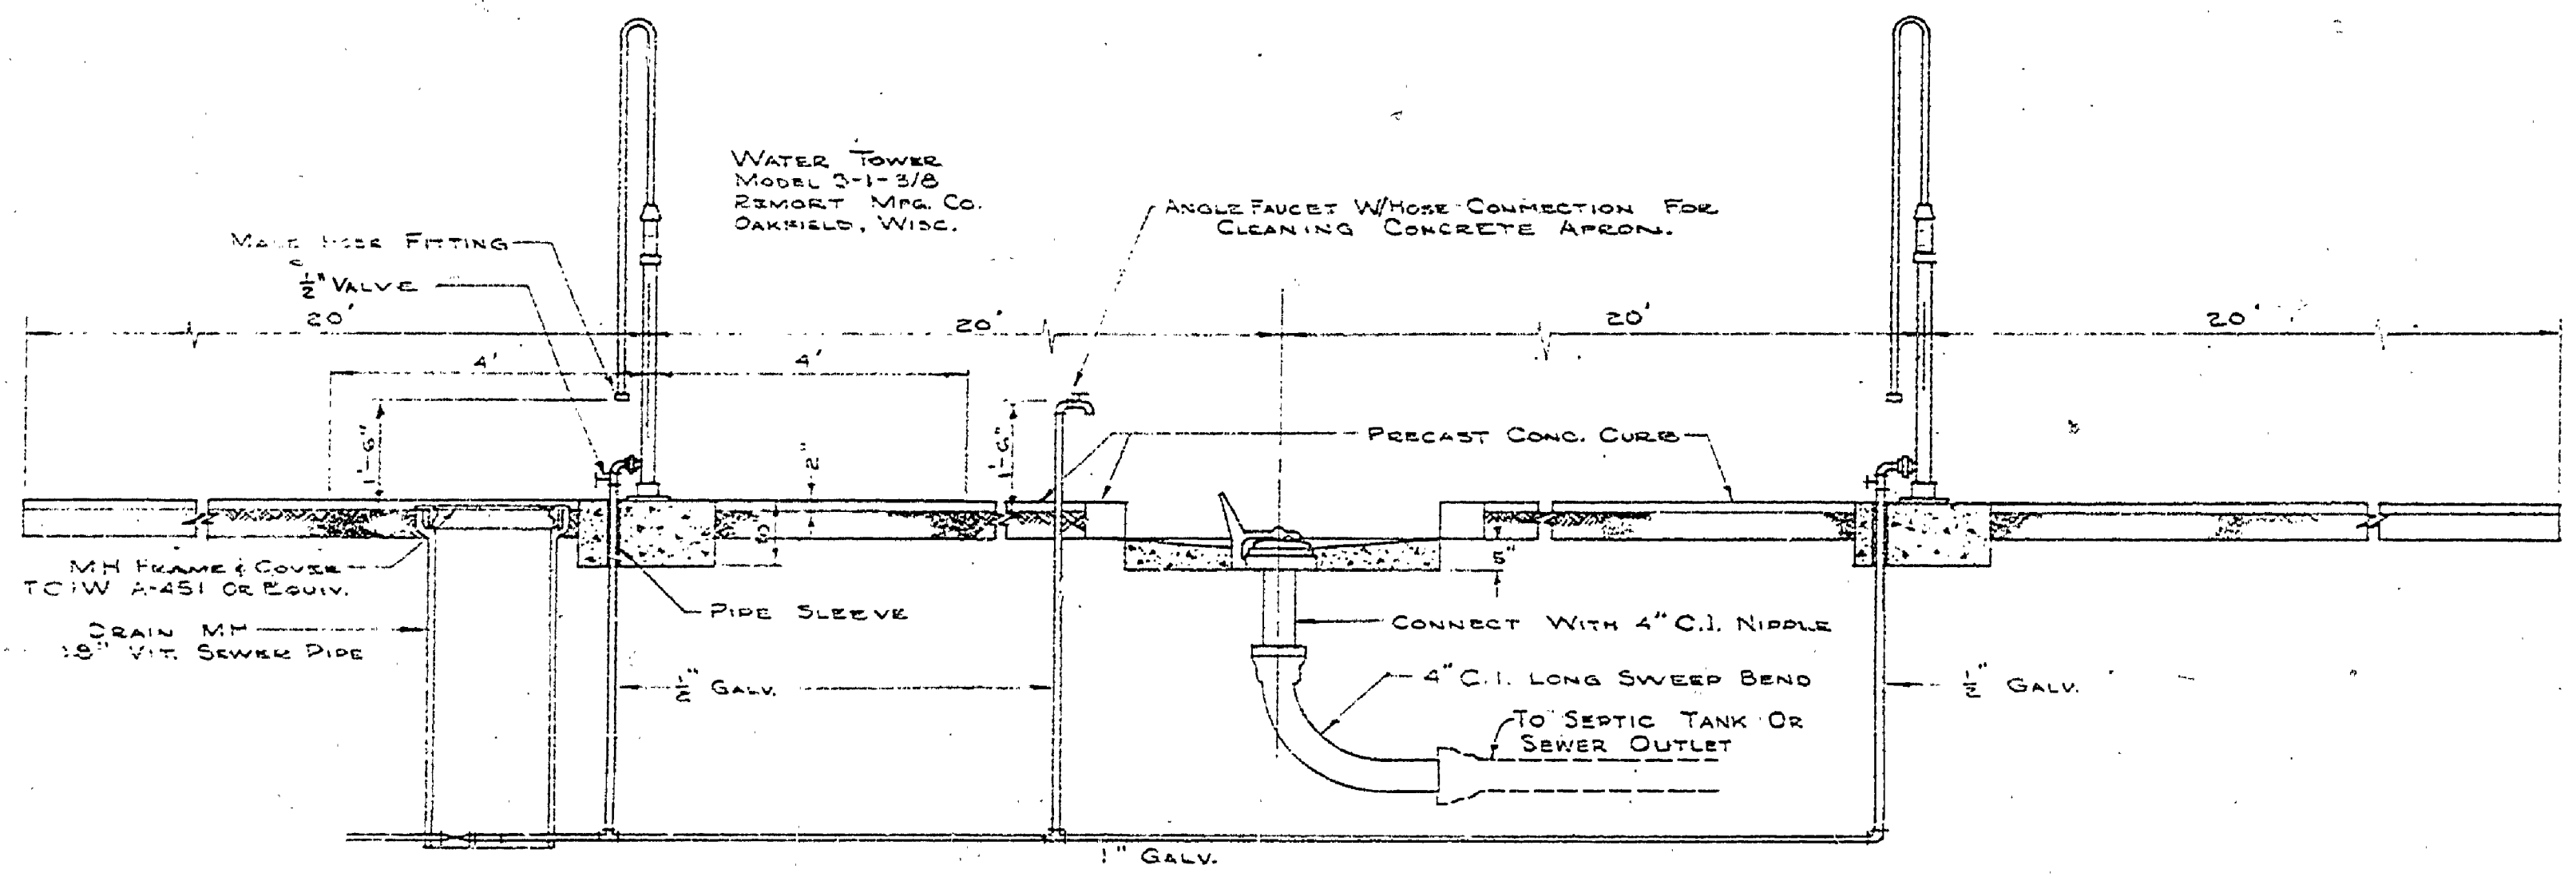 WATER TOWER
MODEL 3-1-3/8
REMORT MFG. CO.
OAKFIELD, WISC.
ANGLE FAUCET W/HOSE CONNECTION FOR
CLEANING CONCRETE APRON.
MALE HOSE FITTING
1/2" VALVE
20'
20'
20'
20'
4'
4'
1'-6"
2"
1'-6"
PRECAST CONC. CURB
5"
MH FRAME & COVER
TCIW A-451 OR EQUIV.
PIPE SLEEVE
DRAIN MH
18" VIT. SEWER PIPE
CONNECT WITH 4" C.I. NIPPLE
1/2" GALV.
4" C.I. LONG SWEEP BEND
1/2" GALV.
TO SEPTIC TANK OR
SEWER OUTLET
1" GALV.